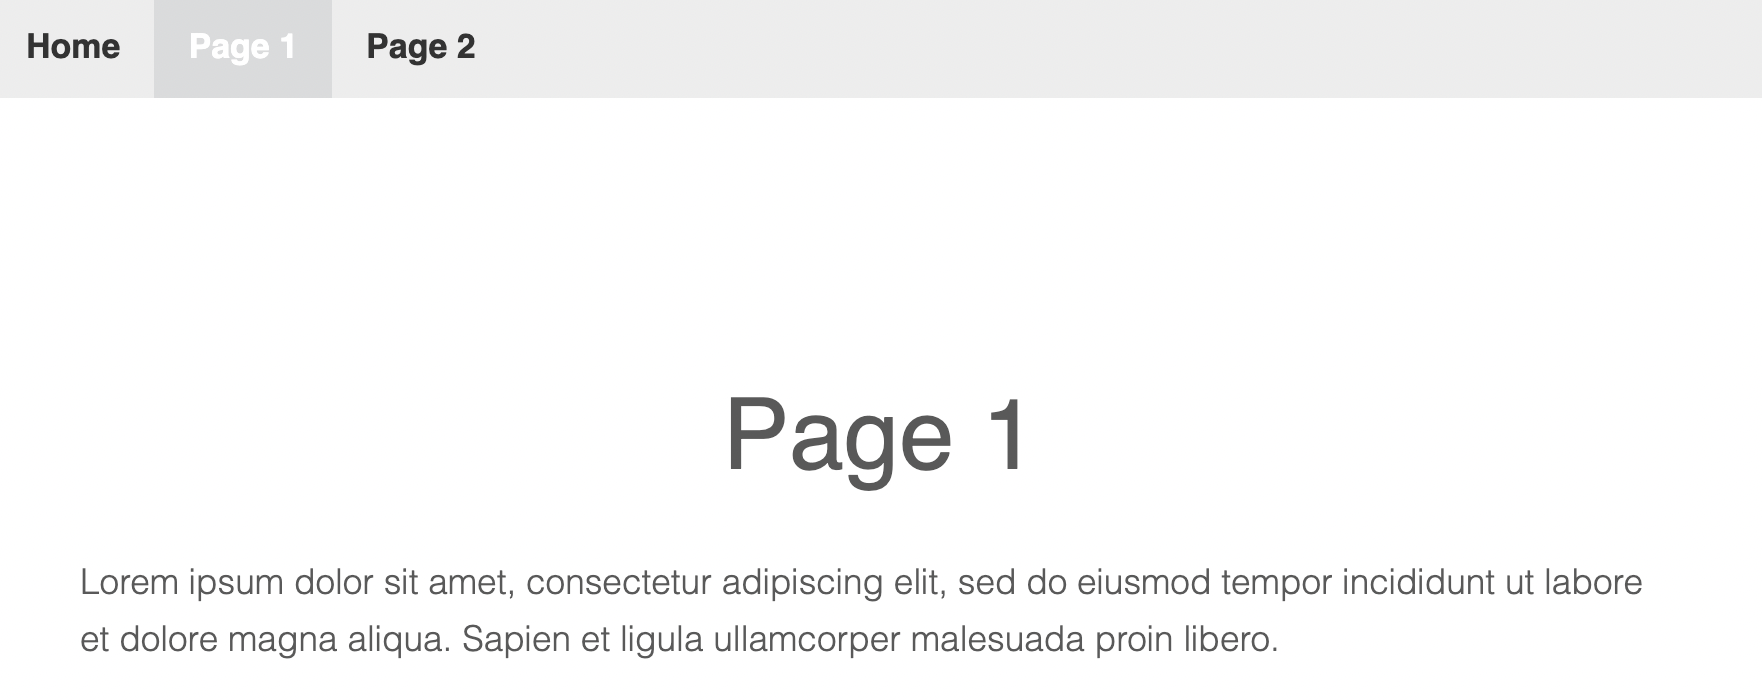 Home Page 1 Page 2
Page 1
Lorem ipsum dolor sit amet, consectetur adipiscing elit, sed do eiusmod tempor incididunt ut labore
et dolore magna aliqua. Sapien et ligula ullamcorper malesuada proin libero.